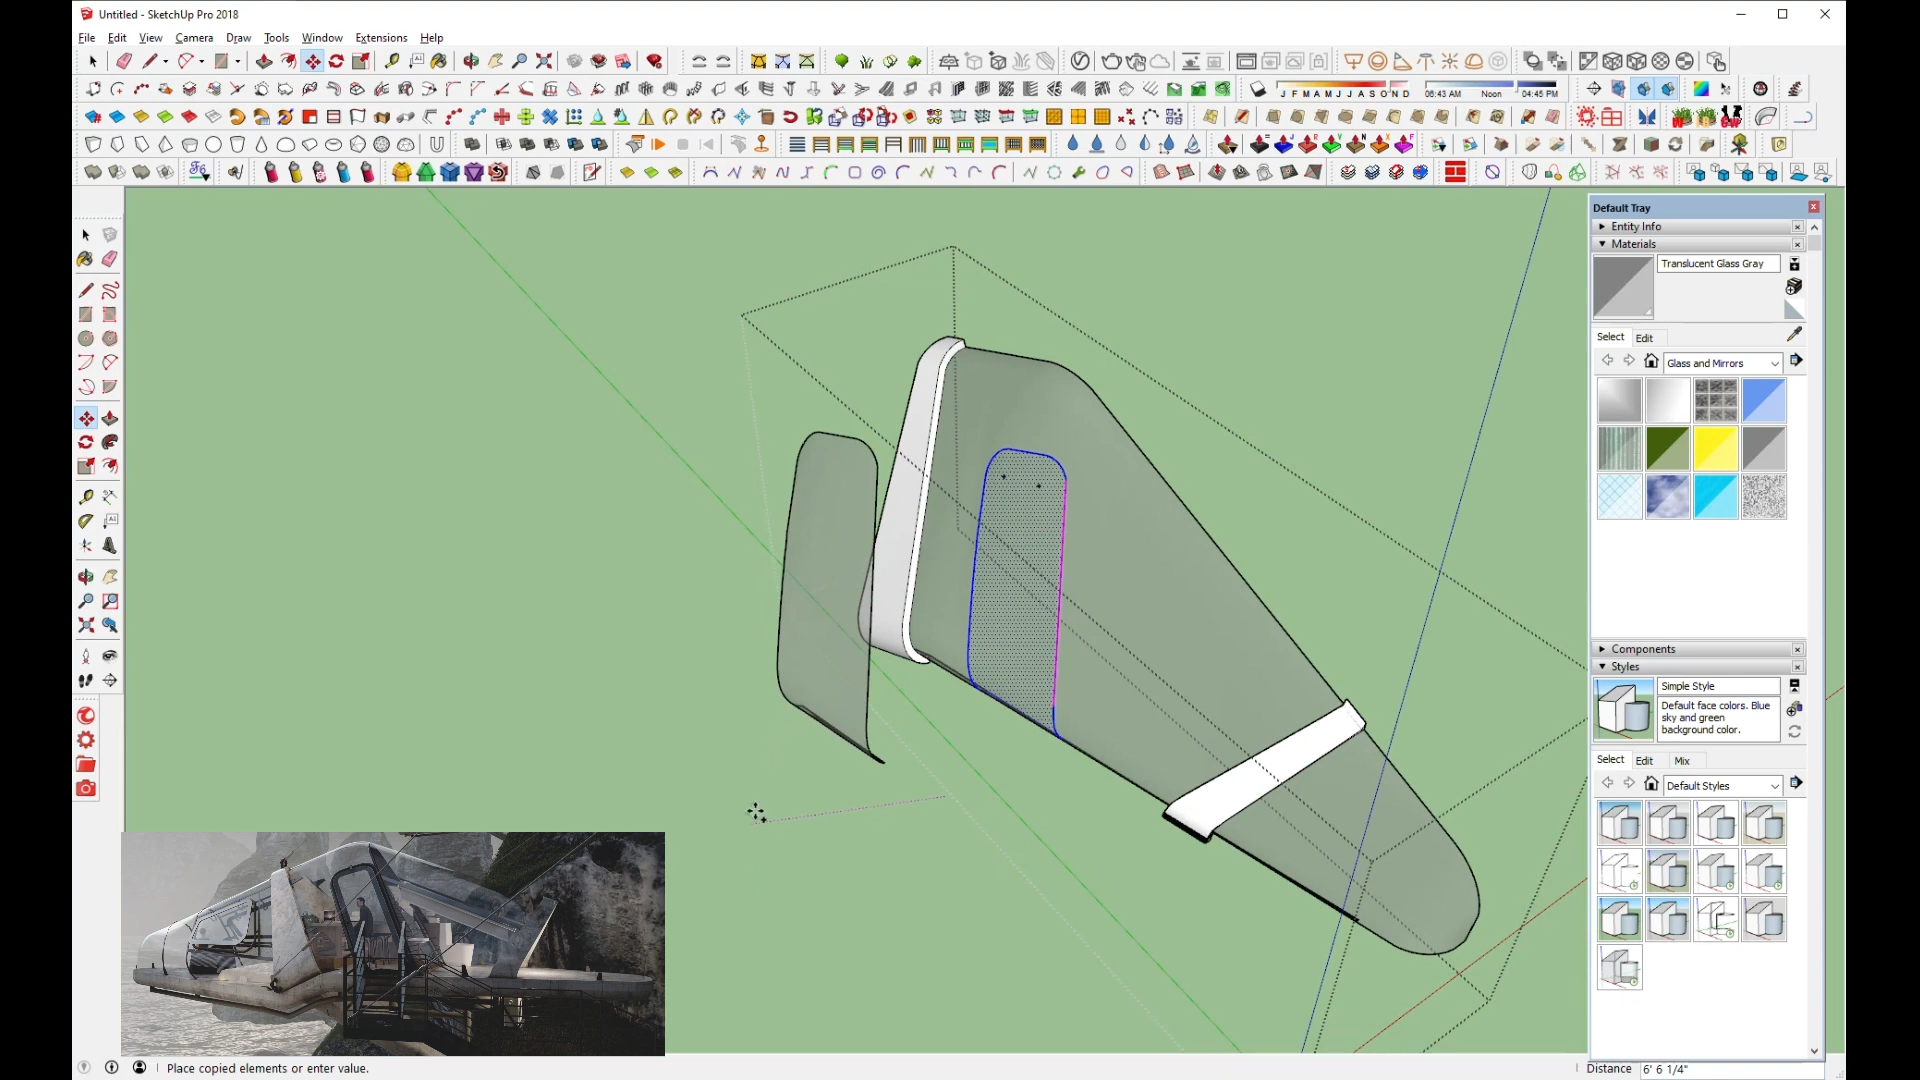 Untitled - SketchUp Pro 2018
File Edit View Camera Draw Tools Window Extensions Help
J F M A M J J A S O N D 06:43 AM Noon 04:45 PM
Default Tray
Entity Info
Materials
Translucent Glass Gray
Select Edit
Glass and Mirrors
Components
Styles
Simple Style
Default face colors. Blue
sky and green
background color.
Select Edit Mix
Default Styles
Place copied elements or enter value.
Distance 6' 6 1/4"